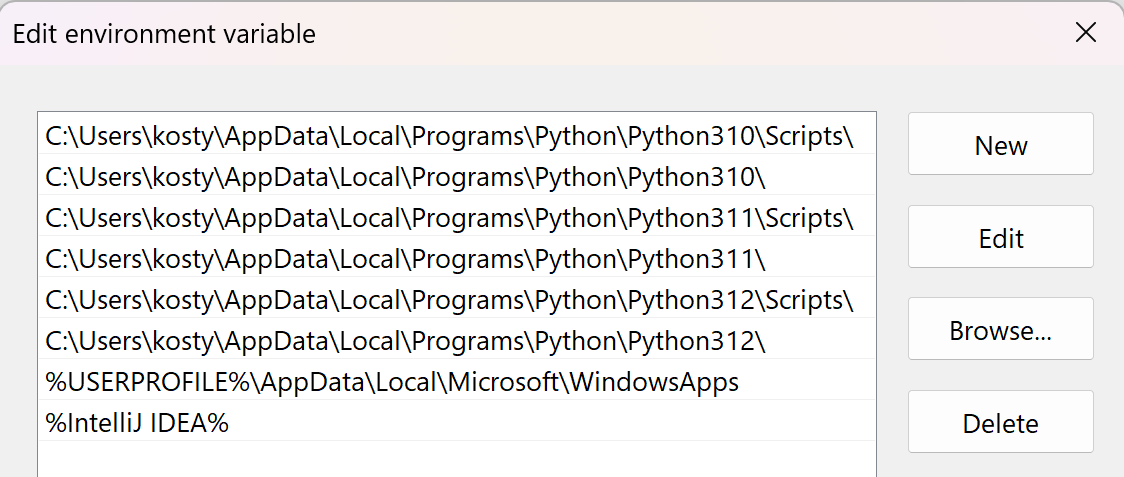 Edit environment variable
C:\Users\kosty\AppData\Local\Programs\Python\Python310\Scripts\
C:\Users\kosty\AppData\Local\Programs\Python\Python310\
C:\Users\kosty\AppData\Local\Programs\Python\Python311\Scripts\
C:\Users\kosty\AppData\Local\Programs\Python\Python311\
C:\Users\kosty\AppData\Local\Programs\Python\Python312\Scripts\
C:\Users\kosty\AppData\Local\Programs\Python\Python312\
%USERPROFILE%\AppData\Local\Microsoft\WindowsApps
%IntelliJ IDEA%
New
Edit
Browse...
Delete